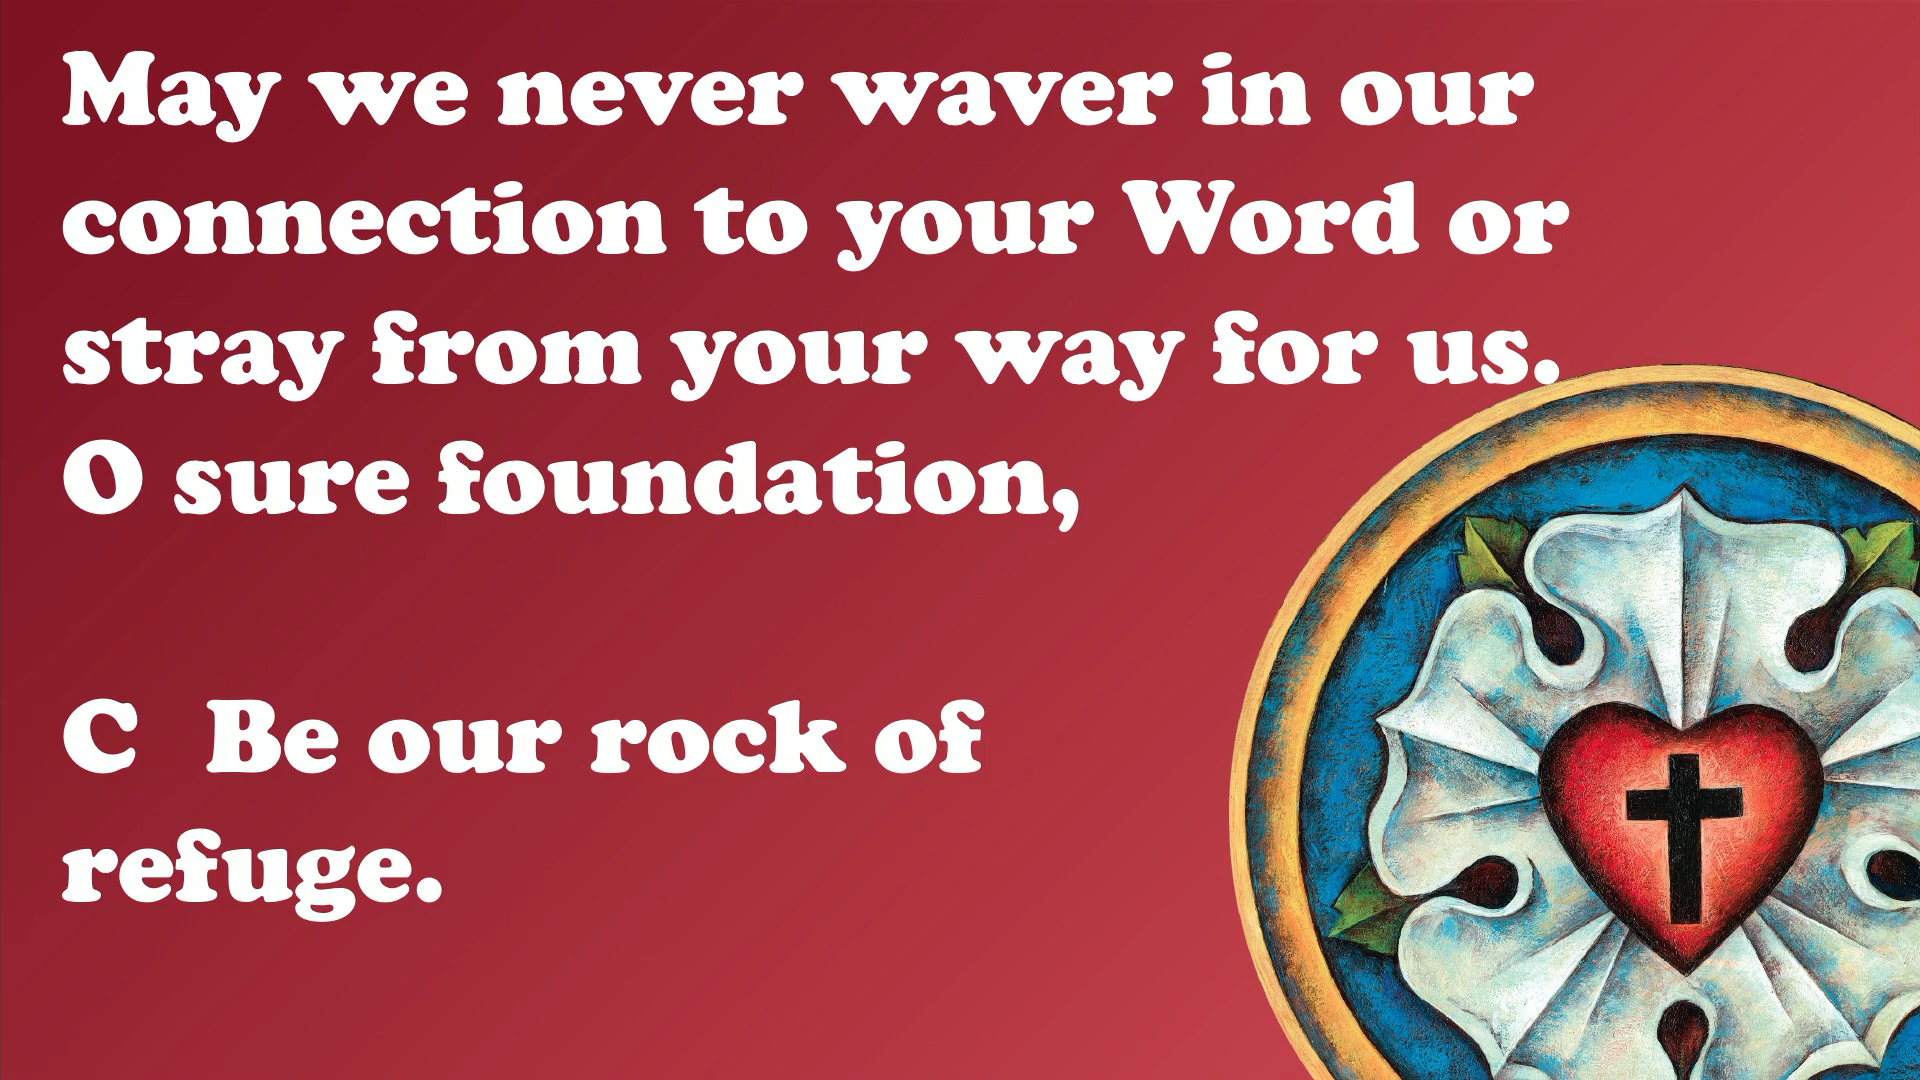 May we never waver in our
connection to your Word or
stray from your way for us.
O sure foundation,
C Be our rock of
refuge.